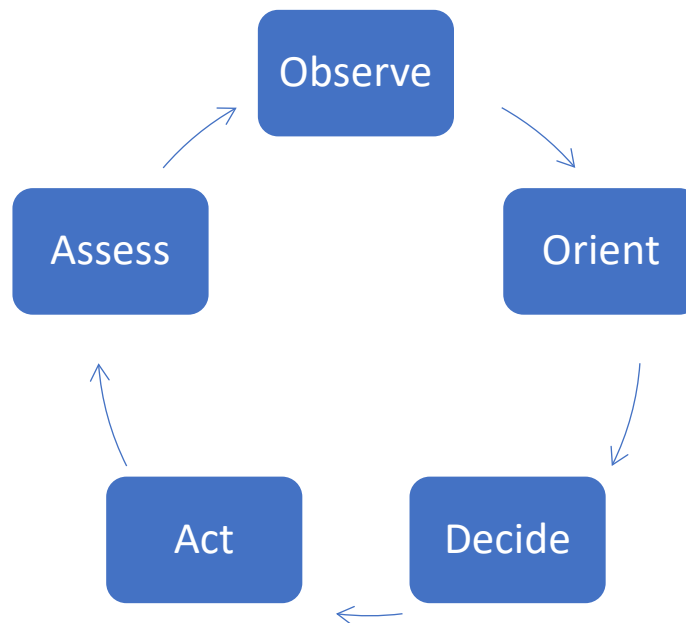 Observe
Orient
Decide
Act
Assess